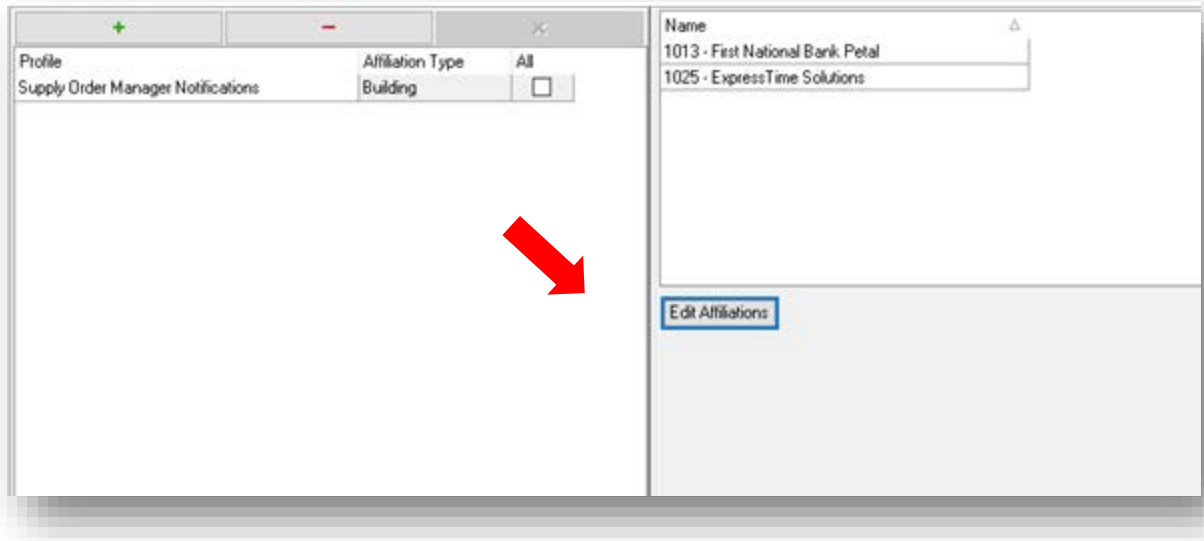 Profile Affiliation Type All
Supply Order Manager Notifications Building
Name
1013 - First National Bank Petal
1025 - ExpressTime Solutions
Edit Affiliations